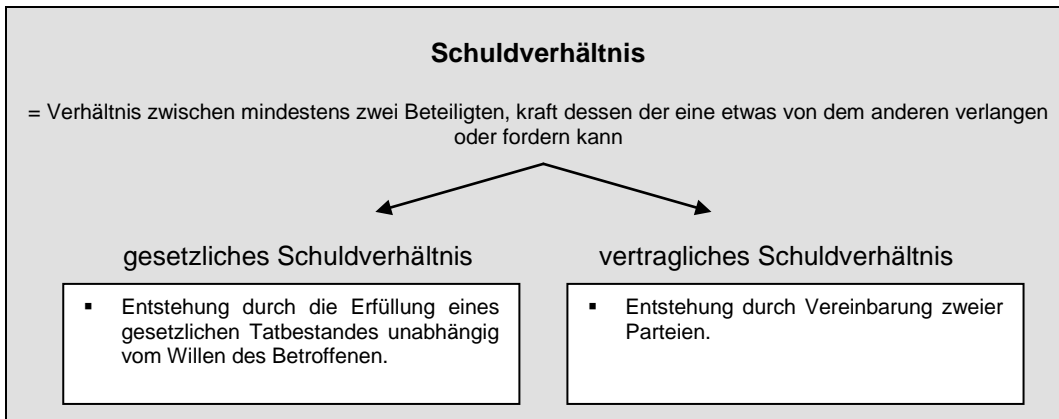 Schuldverhältnis
= Verhältnis zwischen mindestens zwei Beteiligten, kraft dessen der eine etwas von dem anderen verlangen
oder fordern kann
gesetzliches Schuldverhältnis
vertragliches Schuldverhältnis
▪ Entstehung durch die Erfüllung eines
gesetzlichen Tatbestandes unabhängig
vom Willen des Betroffenen.
▪ Entstehung durch Vereinbarung zweier
Parteien.